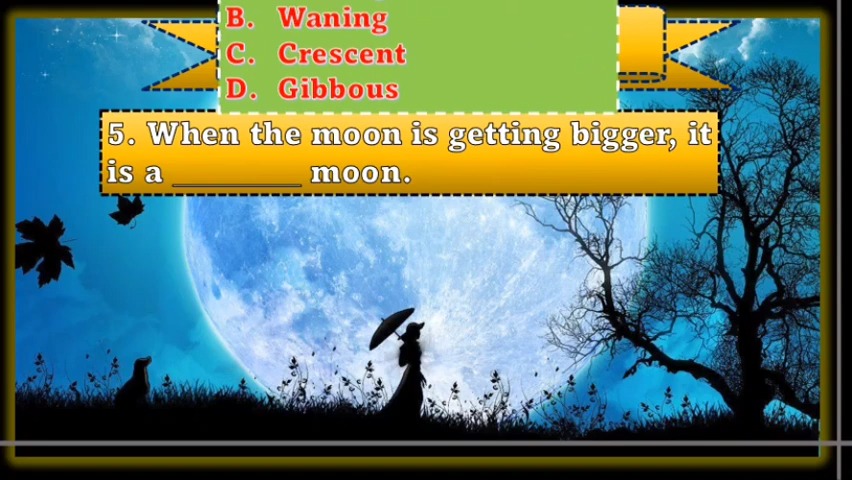 B. Waning
C. Crescent
D. Gibbous
5. When the moon is getting bigger, it
is a ________ moon.